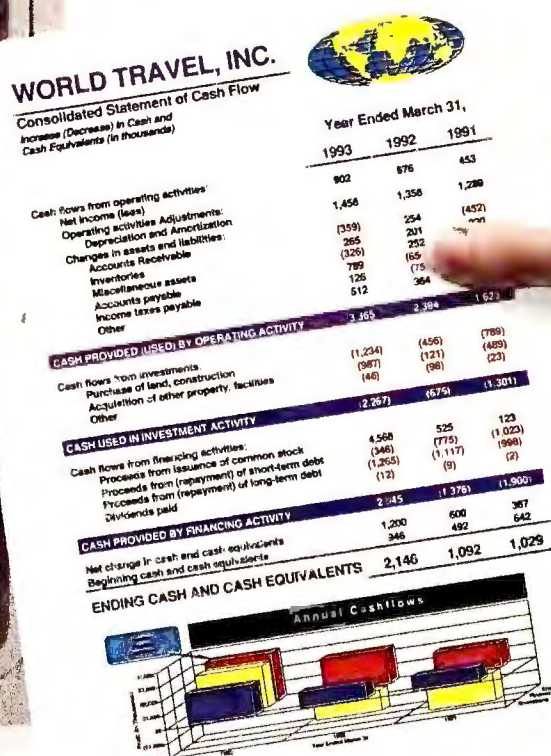 WORLD TRAVEL, INC.
Consolidated Statement of Cash Flow
Increase (Decrease) in Cash and
Cash Equivalents (in thousands)
Year Ended March 31,
1993 1992 1991
Cash flows from operating activities:
Net income (loss) 902 876 453
Operating activities Adjustments:
Depreciation and Amortization 1,456 1,356 1,289
Changes in assets and liabilities:
Accounts Receivable (359) 254 (452)
Inventories 265 201
Miscellaneous assets (326) 252
Accounts payable 789 (65
Income taxes payable 126 (75
Other 512 364
CASH PROVIDED (USED) BY OPERATING ACTIVITY 3,365 2,384
Cash flows from investments:
Purchase of land, construction (1,234) (456) (789)
Acquisition of other property, facilities (987) (121) (489)
Other (46) (98) (23)
CASH USED IN INVESTMENT ACTIVITY (2,267) (675) (1,301)
Cash flows from financing activities:
Proceeds from issuance of common stock 4,568 525 123
Proceeds from (repayment) of short-term debt (346) (775) (1,023)
Proceeds from (repayment) of long-term debt (1,265) (1,117) (998)
Dividends paid (12) (9) (2)
CASH PROVIDED BY FINANCING ACTIVITY 2,945 (1,376) (1,900)
Net change in cash and cash equivalents 1,200 600 387
Beginning cash and cash equivalents 946 492 642
ENDING CASH AND CASH EQUIVALENTS 2,146 1,092 1,029
Annual Cashflows
Year Ended March 31